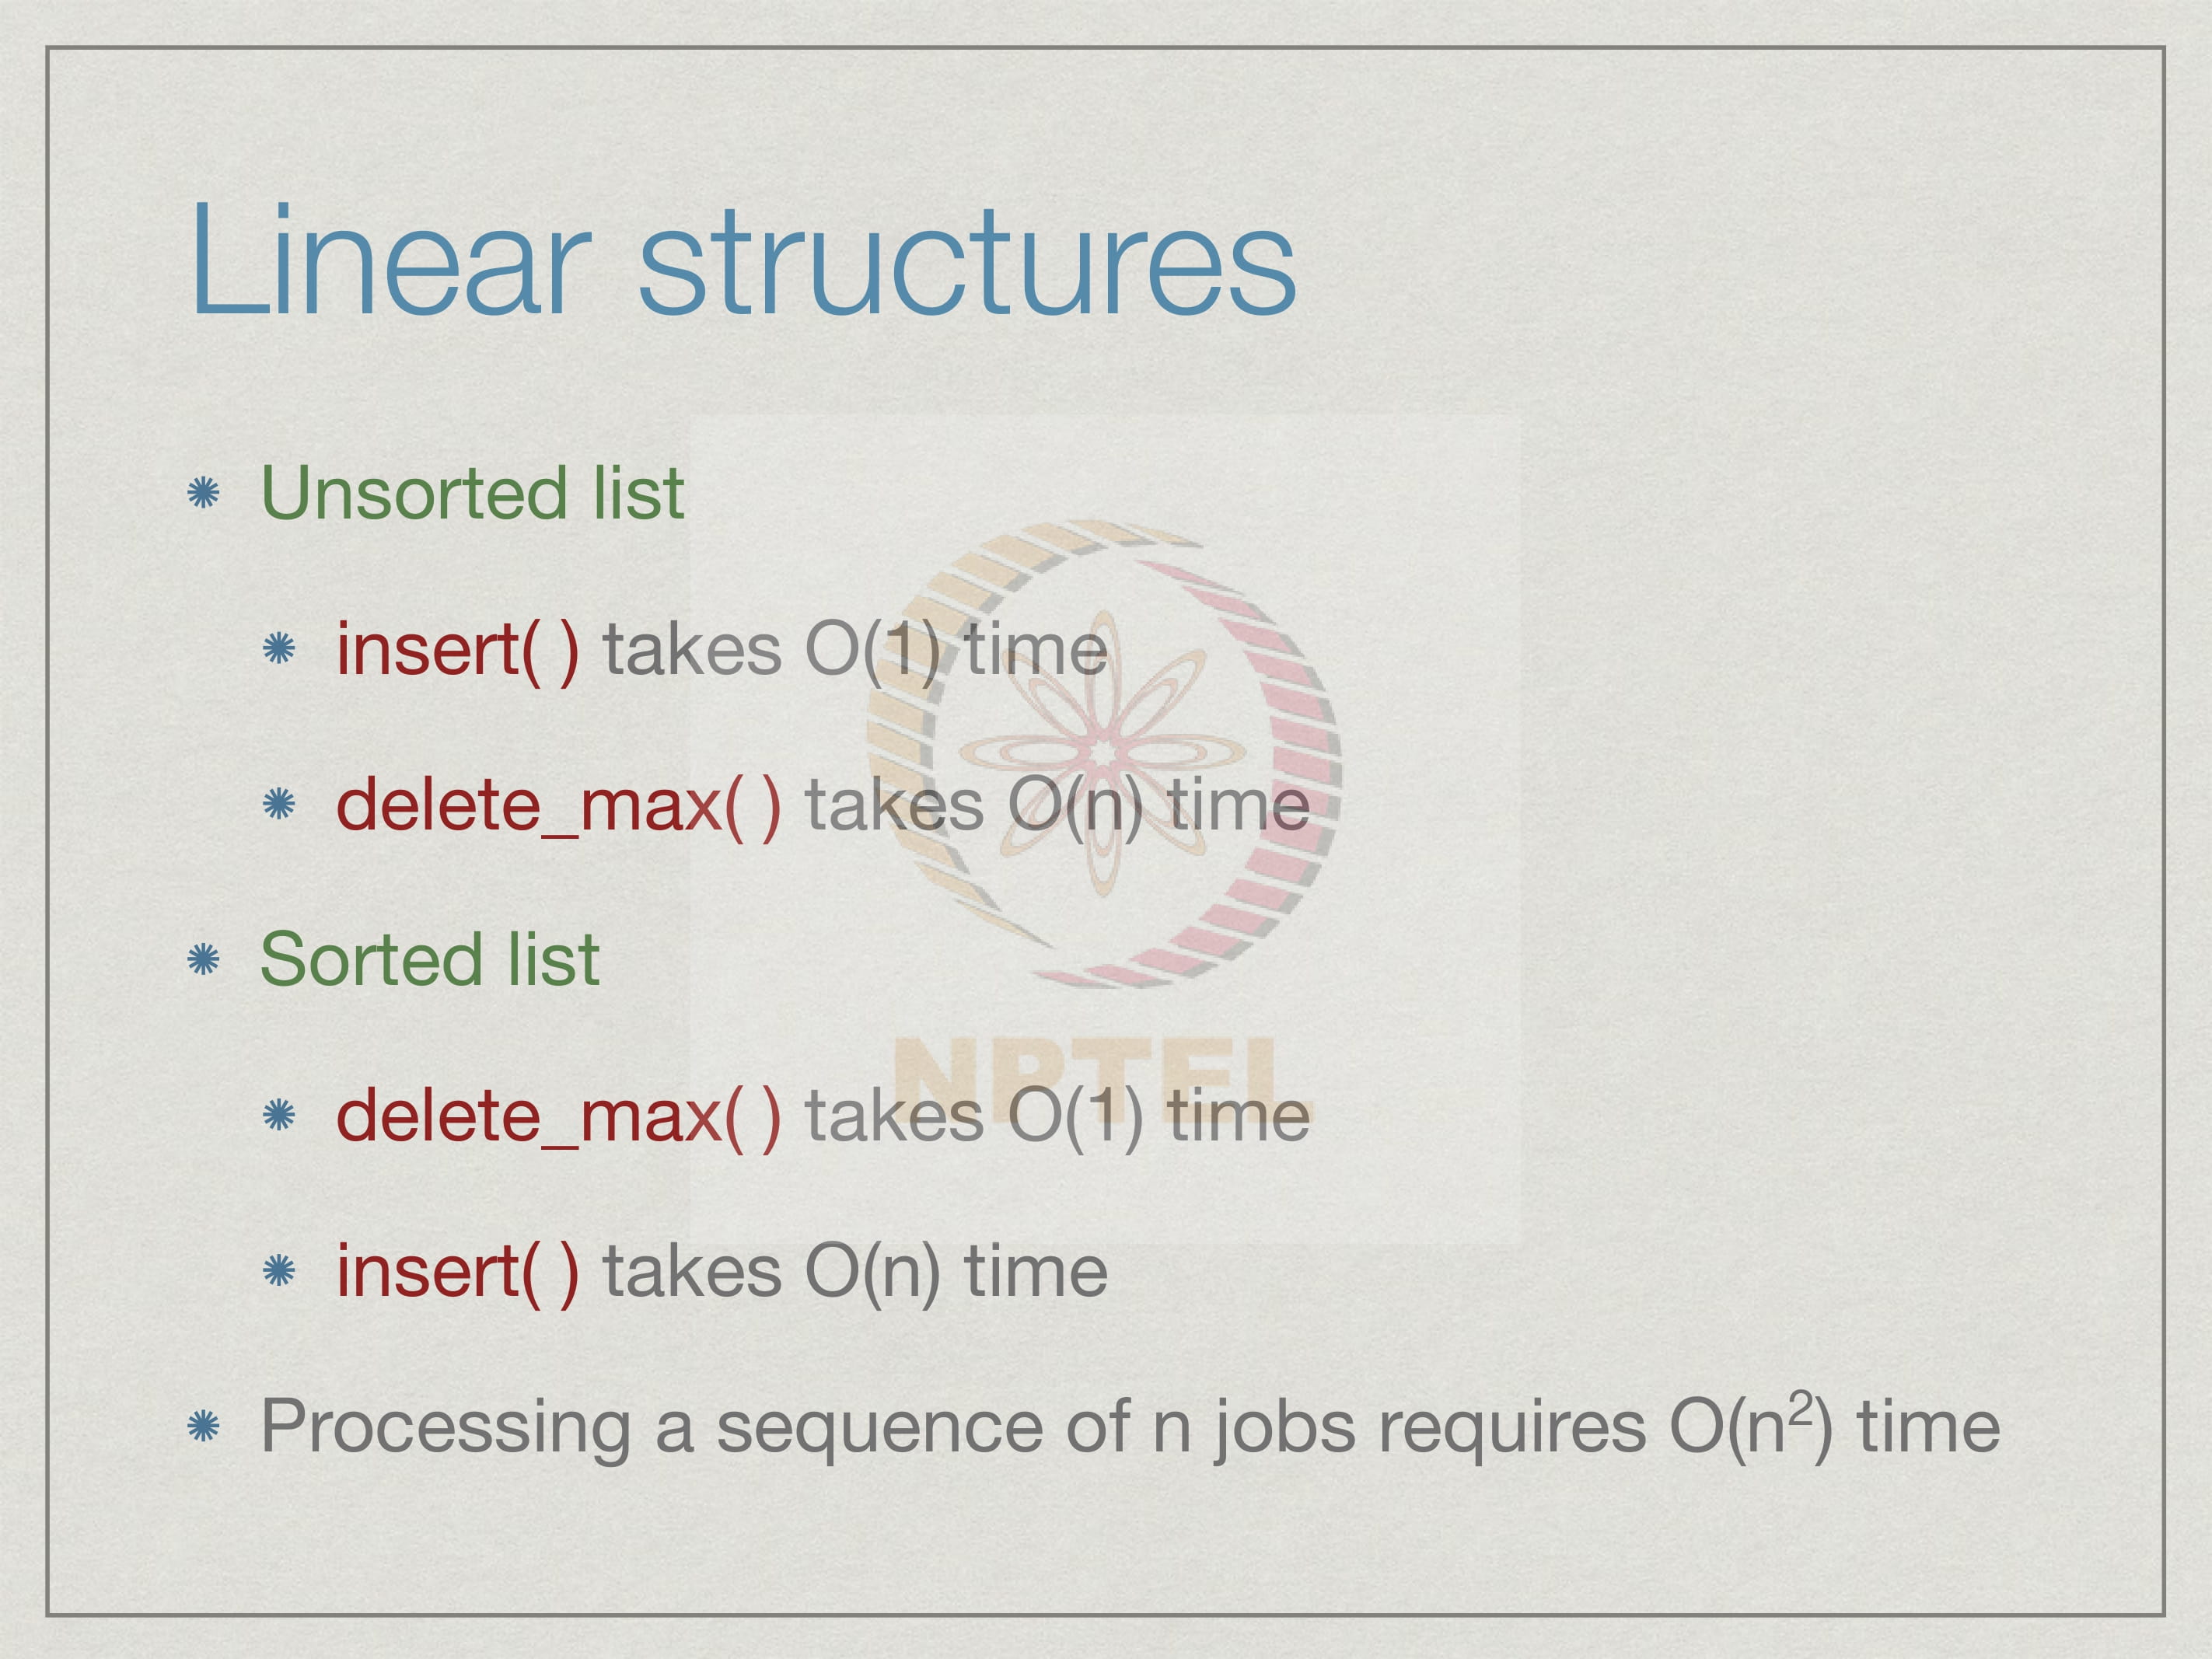 Linear structures
Unsorted list
insert( ) takes O(1) time
delete_max( ) takes O(n) time
Sorted list
NPTEL
delete_max( ) takes O(1) time
insert( ) takes O(n) time
Processing a sequence of n jobs requires O(n²) time